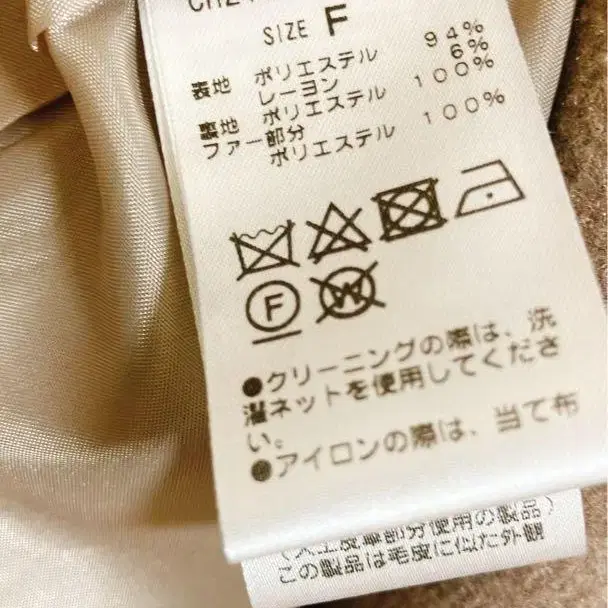 SIZE F
表地 ポリエステル 94%
レーヨン 6%
裏地 ポリエステル 100%
ファー部分
ポリエステル 100%
F
W
●クリーニングの際は、洗
濯ネットを使用してくださ
い。
●アイロンの際は、当て布
この製品は毛皮に似た外観